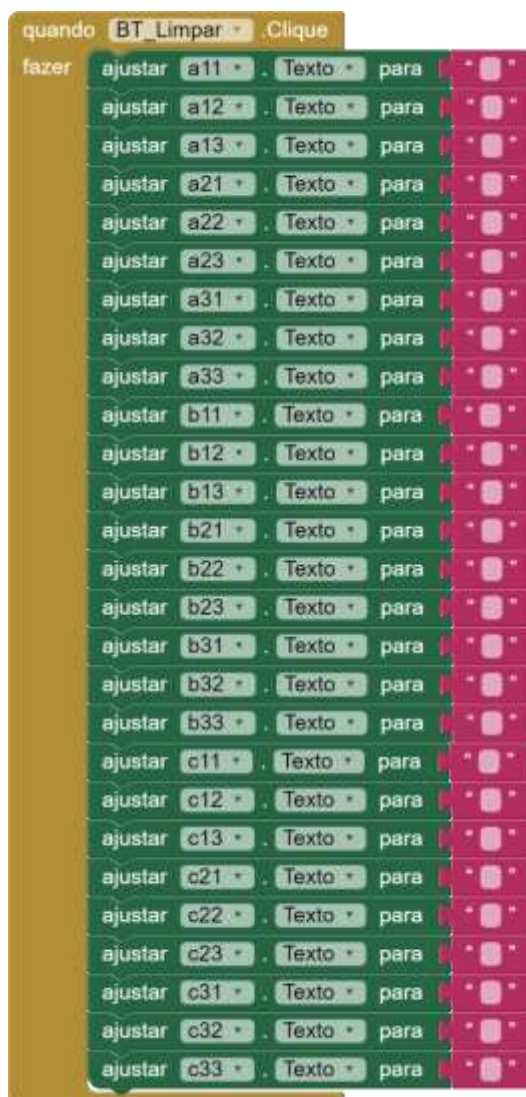 quando BT_Limpar .Clique
fazer ajustar a11 . Texto para " "
ajustar a12 . Texto para " "
ajustar a13 . Texto para " "
ajustar a21 . Texto para " "
ajustar a22 . Texto para " "
ajustar a23 . Texto para " "
ajustar a31 . Texto para " "
ajustar a32 . Texto para " "
ajustar a33 . Texto para " "
ajustar b11 . Texto para " "
ajustar b12 . Texto para " "
ajustar b13 . Texto para " "
ajustar b21 . Texto para " "
ajustar b22 . Texto para " "
ajustar b23 . Texto para " "
ajustar b31 . Texto para " "
ajustar b32 . Texto para " "
ajustar b33 . Texto para " "
ajustar c11 . Texto para " "
ajustar c12 . Texto para " "
ajustar c13 . Texto para " "
ajustar c21 . Texto para " "
ajustar c22 . Texto para " "
ajustar c23 . Texto para " "
ajustar c31 . Texto para " "
ajustar c32 . Texto para " "
ajustar c33 . Texto para " "